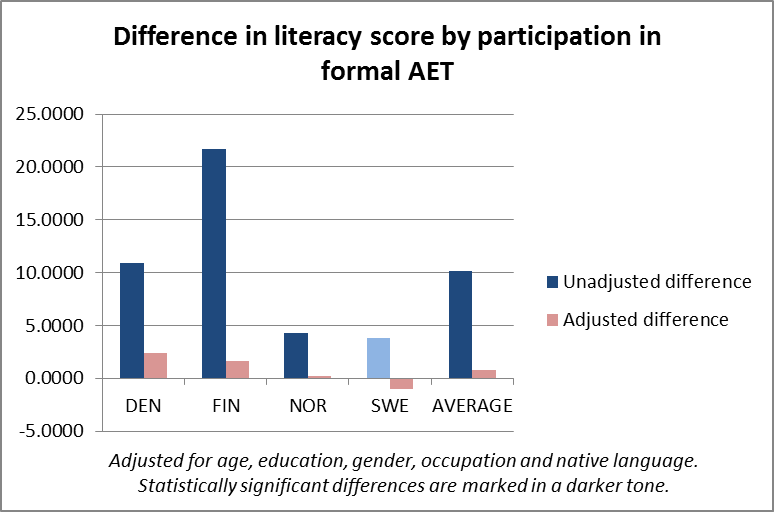 Difference in literacy score by participation in
formal AET
25.0000
20.0000
15.0000
10.0000
5.0000
0.0000
-5.0000
DEN FIN NOR SWE AVERAGE
Unadjusted difference
Adjusted difference
Adjusted for age, education, gender, occupation and native language.
Statistically significant differences are marked in a darker tone.